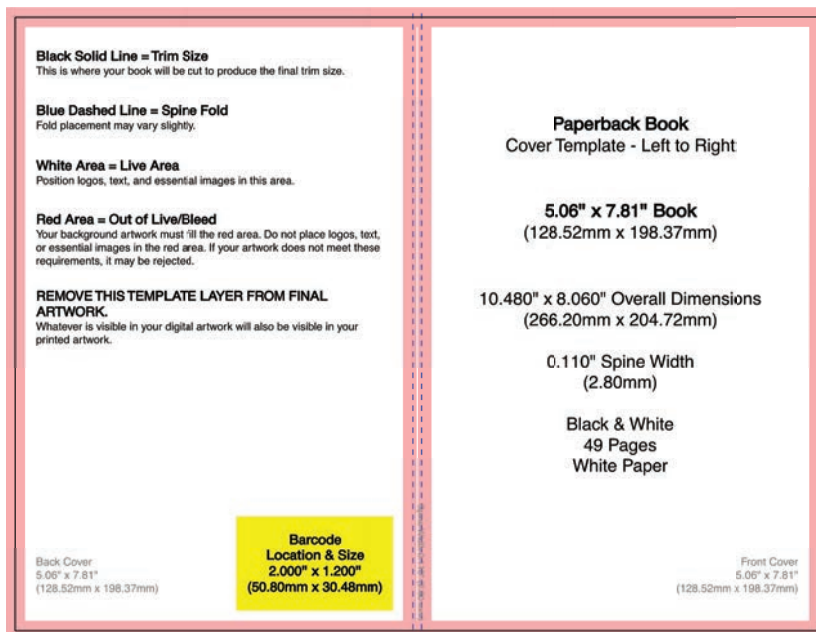 Black Solid Line = Trim Size
This is where your book will be cut to produce the final trim size.
Blue Dashed Line = Spine Fold
Fold placement may vary slightly.
White Area = Live Area
Position logos, text, and essential images in this area.
Red Area = Out of Live/Bleed
Your background artwork must fill the red area. Do not place logos, text,
or essential images in the red area. If your artwork does not meet these
requirements, it may be rejected.
REMOVE THIS TEMPLATE LAYER FROM FINAL
ARTWORK.
Whatever is visible in your digital artwork will also be visible in your
printed artwork.
Barcode
Location & Size
2.000" x 1.200"
(50.80mm x 30.48mm)
Back Cover
5.06" x 7.81"
(128.52mm x 198.37mm)
Paperback Book
Cover Template - Left to Right
5.06" x 7.81" Book
(128.52mm x 198.37mm)
10.480" x 8.060" Overall Dimensions
(266.20mm x 204.72mm)
0.110" Spine Width
(2.80mm)
Black & White
49 Pages
White Paper
Front Cover
5.06" x 7.81"
(128.52mm x 198.37mm)